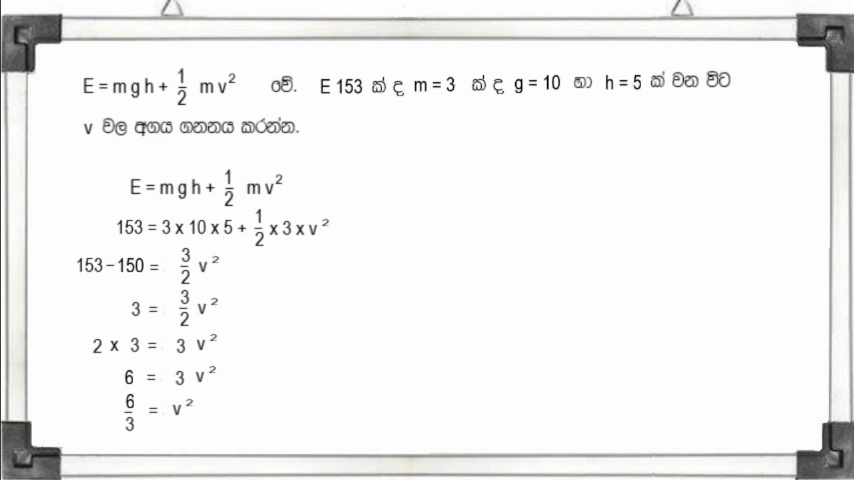 E = m g h + 1/2 m v² වේ. E 153 ක් ද m = 3 ක් ද g = 10 හා h = 5 ක් වන විට
v වල අගය ගනනය කරන්න.
E = m g h + 1/2 m v²
153 = 3 x 10 x 5 + 1/2 x 3 x v²
153 – 150 = 3/2 v²
3 = 3/2 v²
2 x 3 = 3 v²
6 = 3 v²
6/3 = v²